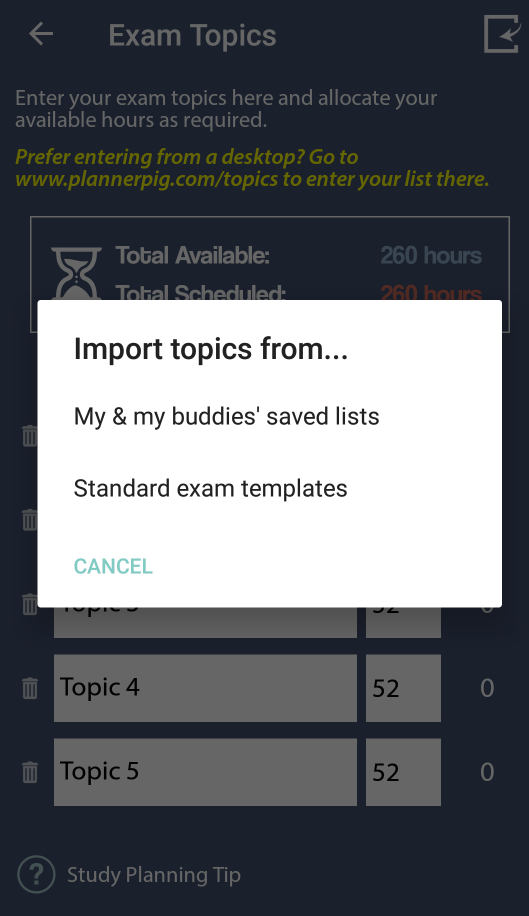 Exam Topics
Enter your exam topics here and allocate your
available hours as required.
Prefer entering from a desktop? Go to
www.plannerpig.com/topics to enter your list there.
Total Available: 260 hours
Total Scheduled: 260 hours
Import topics from...
My & my buddies' saved lists
Standard exam templates
CANCEL
Topic 3 52 0
Topic 4 52 0
Topic 5 52 0
? Study Planning Tip